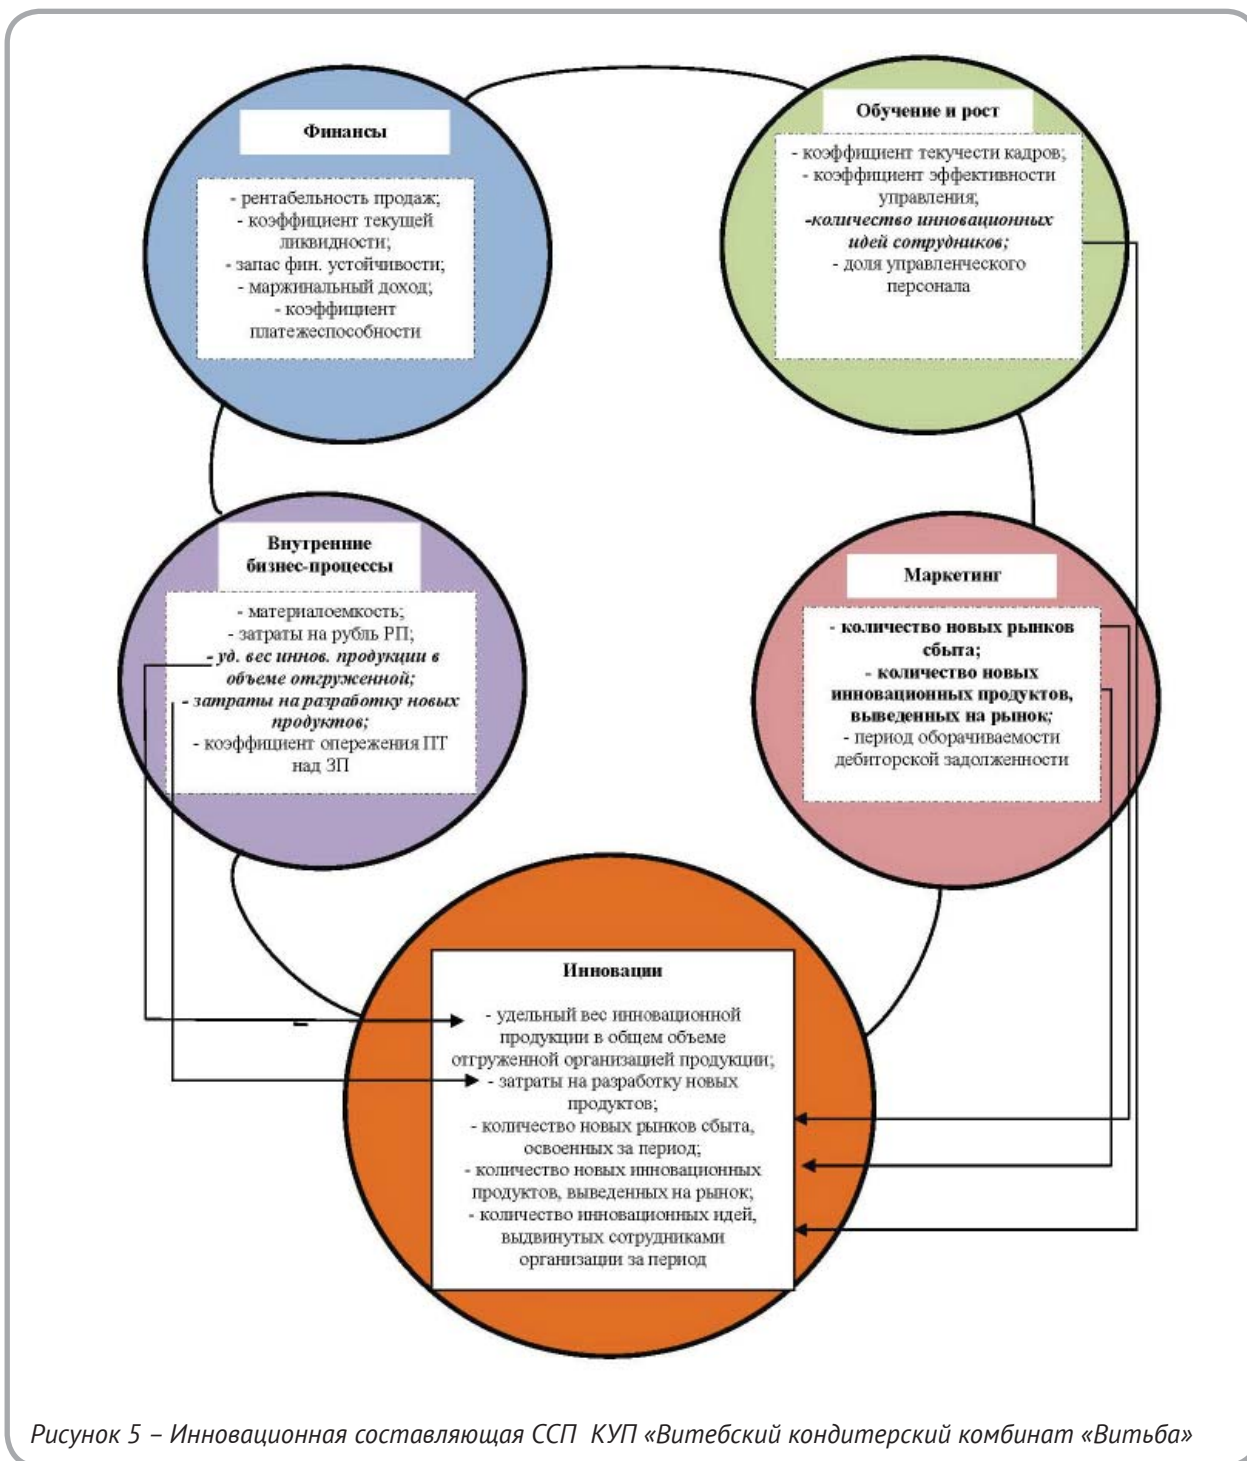 Финансы
- рентабельность продаж;
- коэффициент текущей
ликвидности;
- запас фин. устойчивости;
- маржинальный доход;
- коэффициент
платежеспособности
Обучение и рост
- коэффициент текучести кадров;
- коэффициент эффективности
управления;
-количество инновационных
идей сотрудников;
- доля управленческого
персонала
Внутренние
бизнес-процессы
- материалоемкость;
- затраты на рубль РП;
- уд. вес иннов. продукции в
объеме отгруженной;
- затраты на разработку новых
продуктов;
- коэффициент опережения ПТ
над ЗП
Маркетинг
- количество новых рынков
сбыта;
- количество новых
инновационных продуктов,
выведенных на рынок;
- период оборачиваемости
дебиторской задолженности
Инновации
- удельный вес инновационной
продукции в общем объеме
отгруженной организацией продукции;
- затраты на разработку новых
продуктов;
- количество новых рынков сбыта,
освоенных за период;
- количество новых инновационных
продуктов, выведенных на рынок;
- количество инновационных идей,
выдвинутых сотрудниками
организации за период
Рисунок 5 – Инновационная составляющая ССП КУП «Витебский кондитерский комбинат «Витьба»